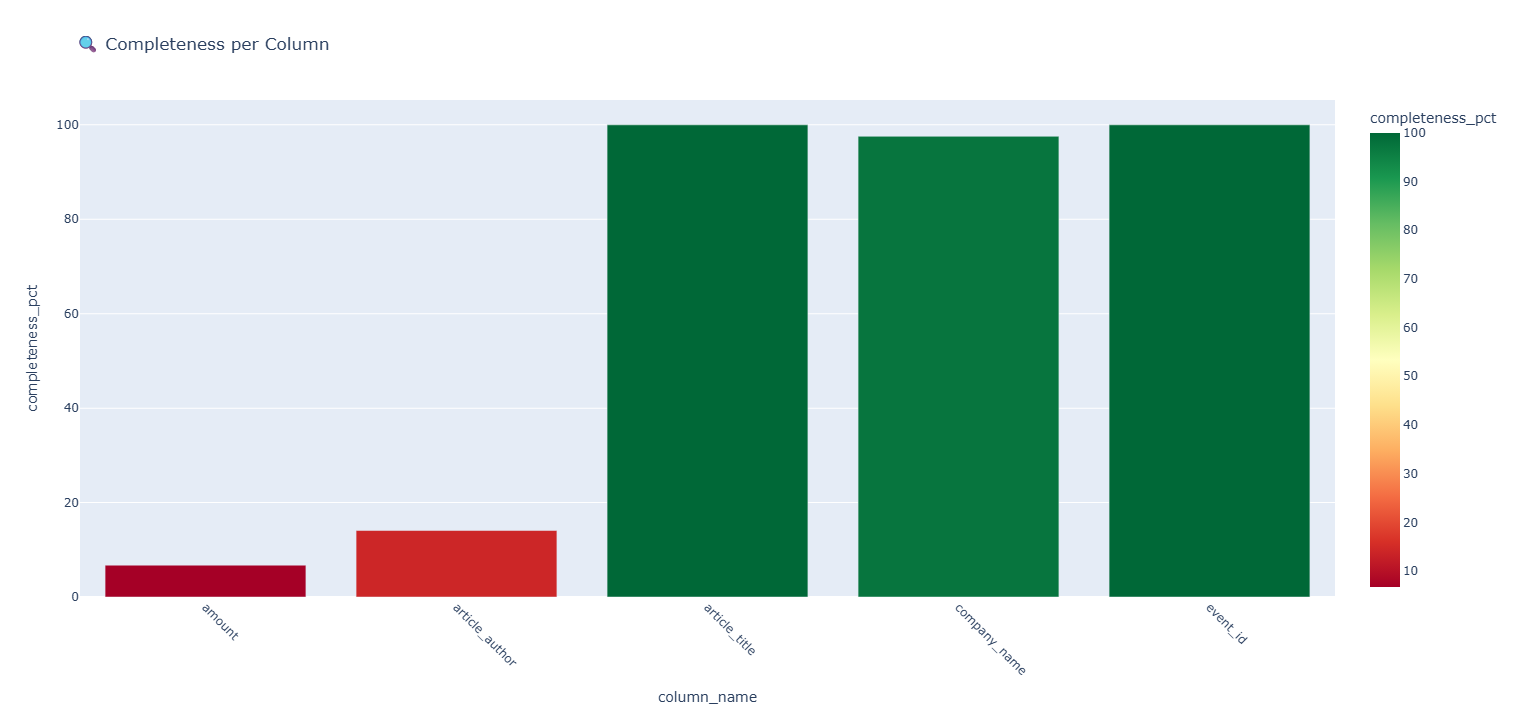 🔍 Completeness per Column
completeness_pct
100
80
60
40
20
0
amount
article_author
article_title
company_name
event_id
column_name
completeness_pct
100
90
80
70
60
50
40
30
20
10